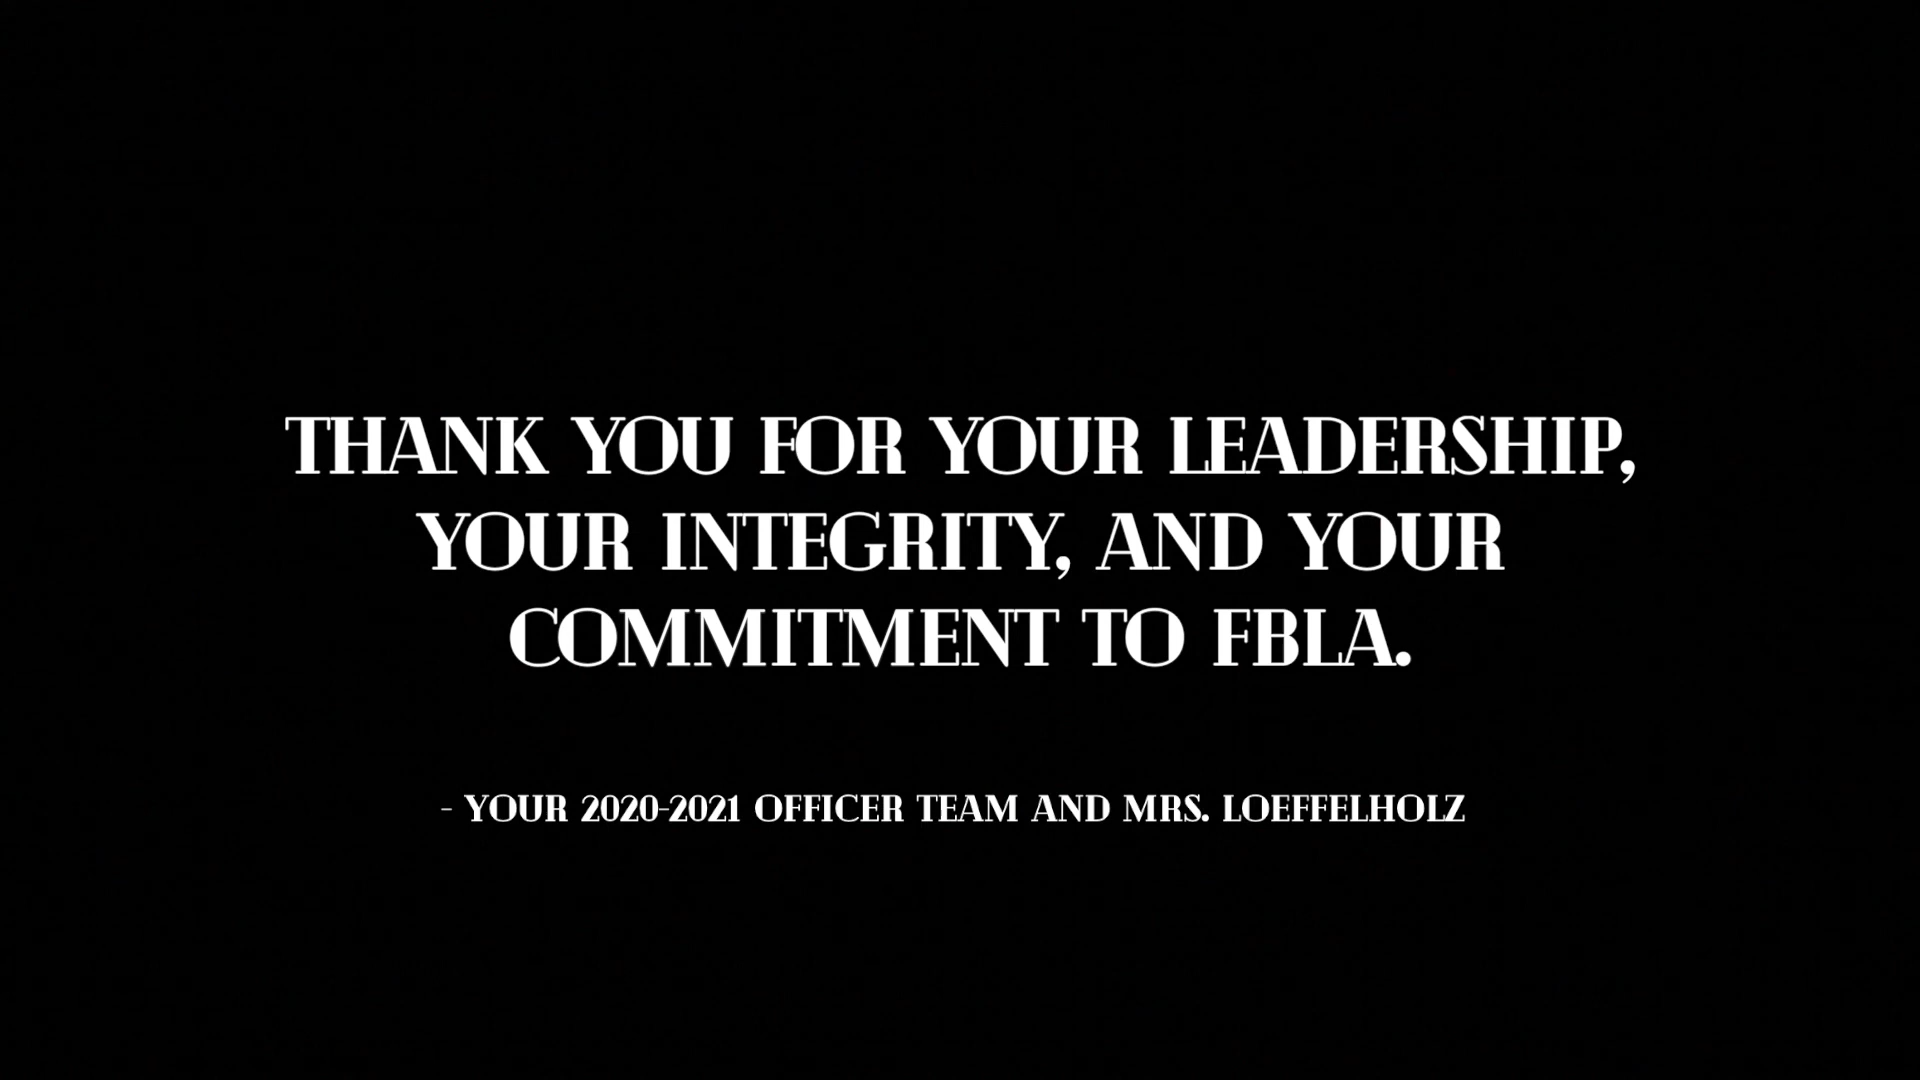 THANK YOU FOR YOUR LEADERSHIP,
YOUR INTEGRITY, AND YOUR
COMMITMENT TO FBLA.
- YOUR 2020-2021 OFFICER TEAM AND MRS. LOEFFELHOLZ